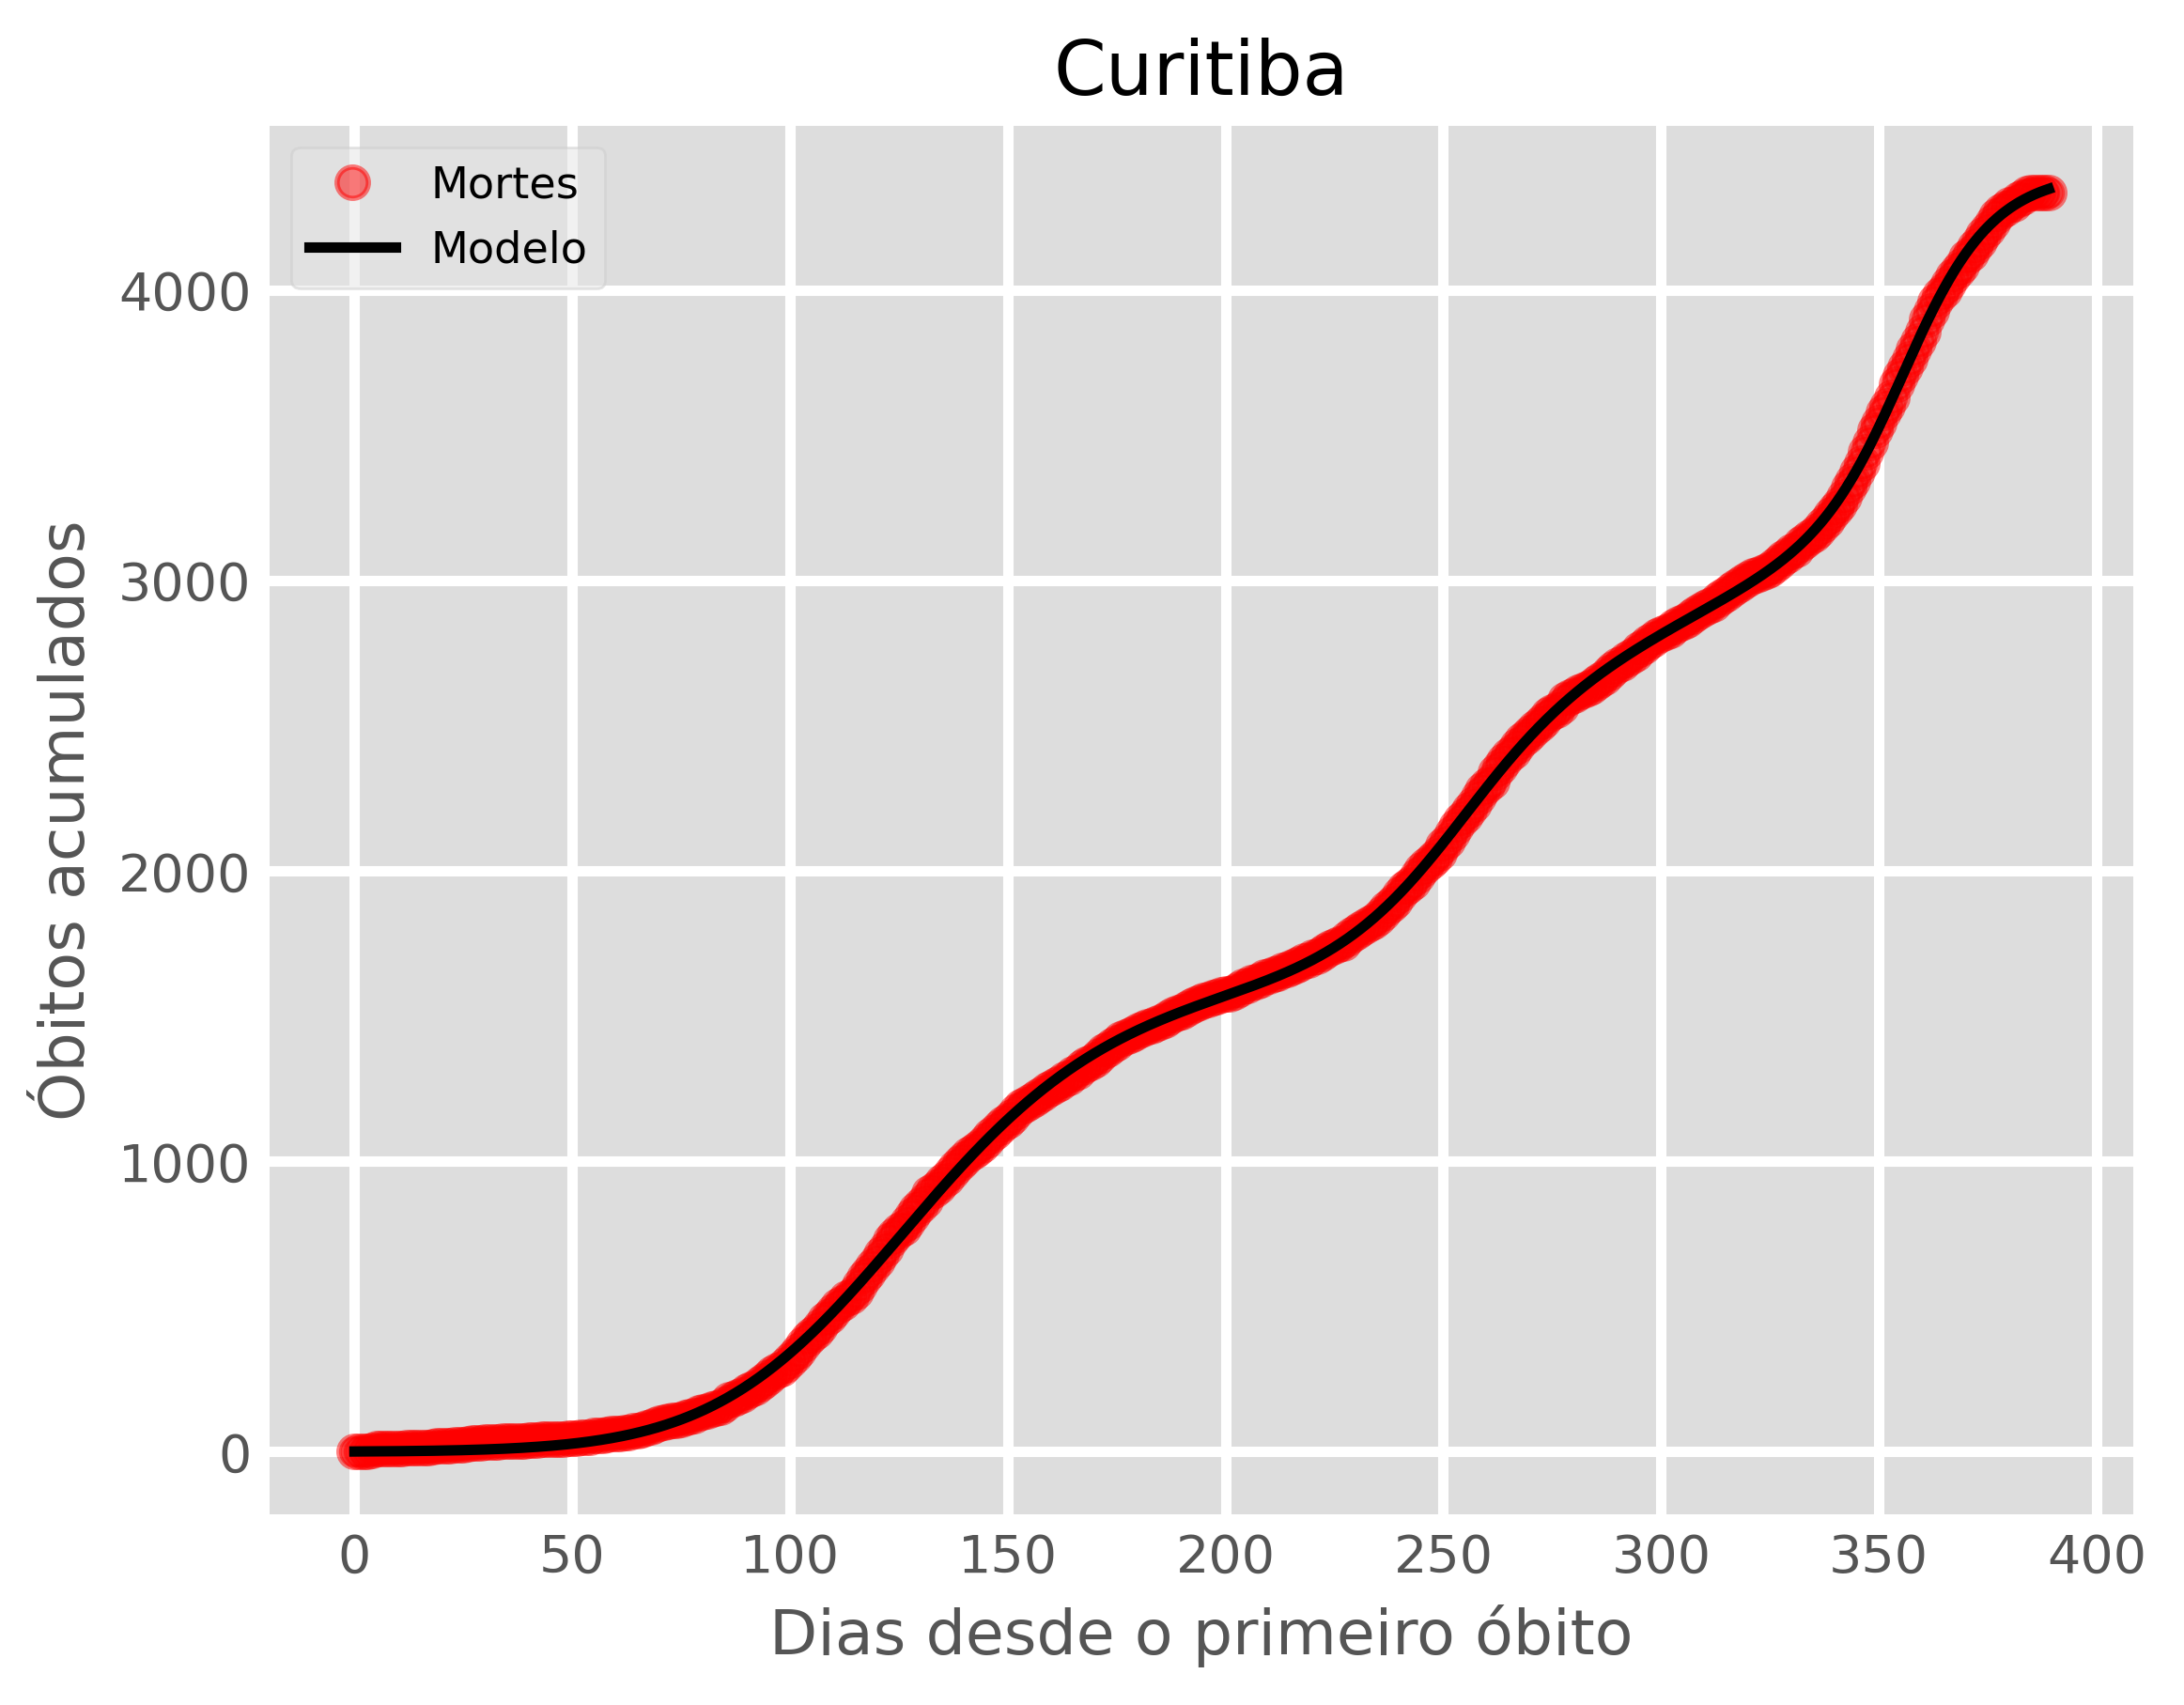 Curitiba
Mortes
Modelo
Óbitos acumulados
4000
3000
2000
1000
0
0 50 100 150 200 250 300 350 400
Dias desde o primeiro óbito